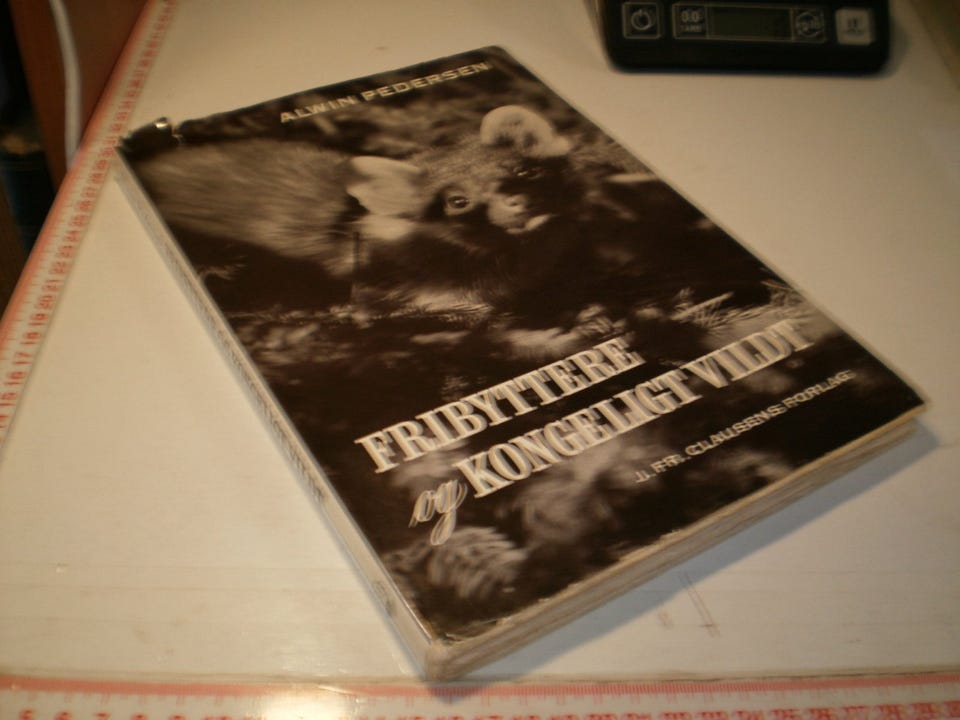 ALWIN PEDERSEN
FRIBYTTERE
og KONGELIGT VILDT
J. FR. CLAUSENS FORLAG